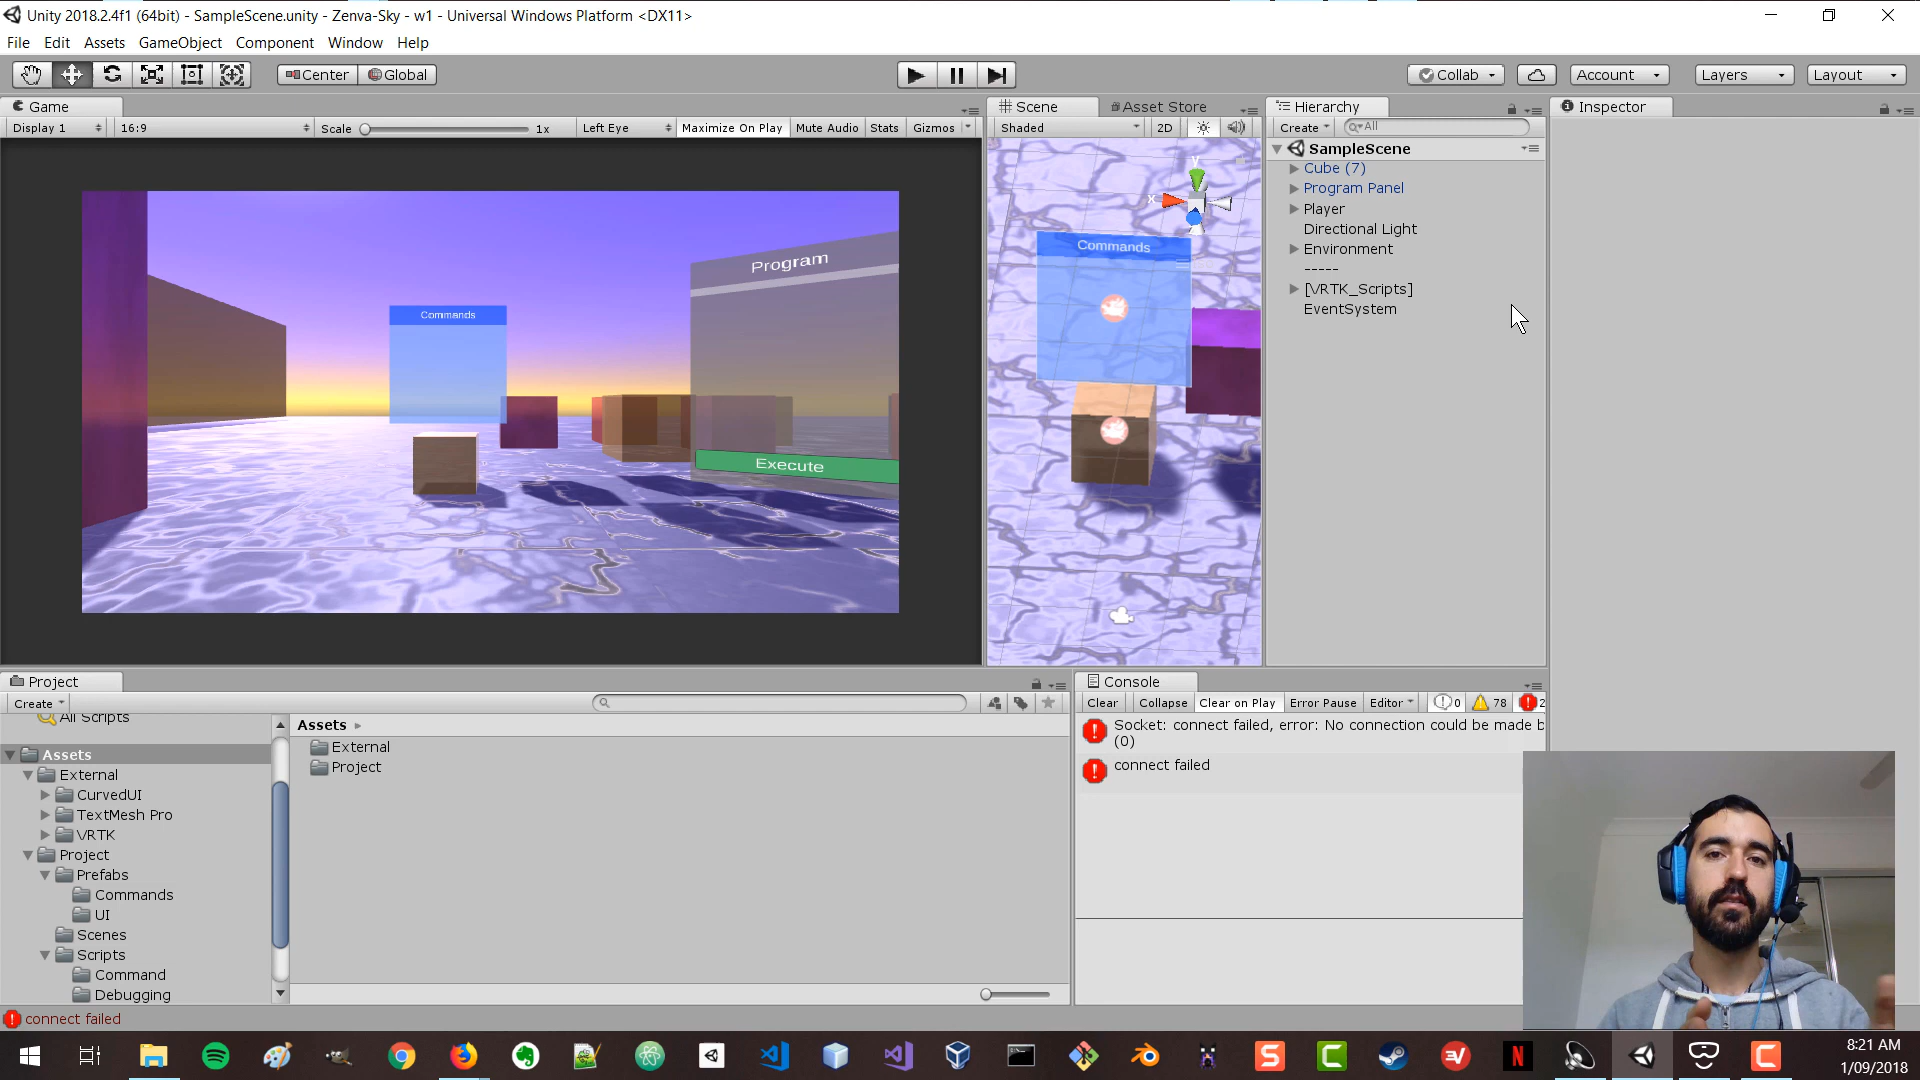 Unity 2018.2.4f1 (64bit) - SampleScene.unity - Zenva-Sky - w1 - Universal Windows Platform <DX11>
File Edit Assets GameObject Component Window Help
Center Global Collab Account Layers Layout
Game
Display 1 16:9 Scale 1x Left Eye Maximize On Play Mute Audio Stats Gizmos
Commands
Program
Execute
Scene Asset Store
Shaded 2D
y
x
Commands
Hierarchy
Create All
SampleScene
Cube (7)
Program Panel
Player
Directional Light
Environment
-----
[VRTK_Scripts]
EventSystem
Inspector
Project
Create
All Scripts
Assets
External
CurvedUI
TextMesh Pro
VRTK
Project
Prefabs
Commands
UI
Scenes
Scripts
Command
Debugging
Assets
External
Project
Console
Clear Collapse Clear on Play Error Pause Editor 0 78 2
Socket: connect failed, error: No connection could be made b
(0)
connect failed
connect failed
8:21 AM
1/09/2018